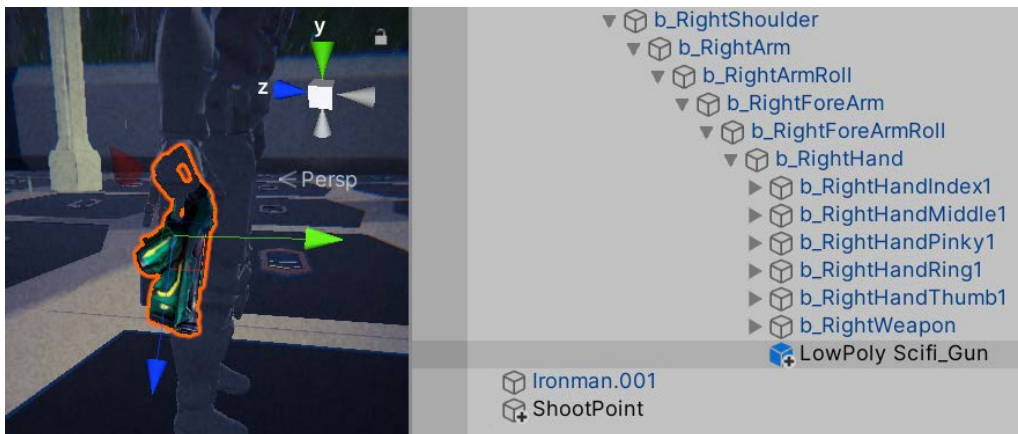 y
z
Persp
b_RightShoulder
b_RightArm
b_RightArmRoll
b_RightForeArm
b_RightForeArmRoll
b_RightHand
b_RightHandIndex1
b_RightHandMiddle1
b_RightHandPinky1
b_RightHandRing1
b_RightHandThumb1
b_RightWeapon
LowPoly Scifi_Gun
Ironman.001
ShootPoint